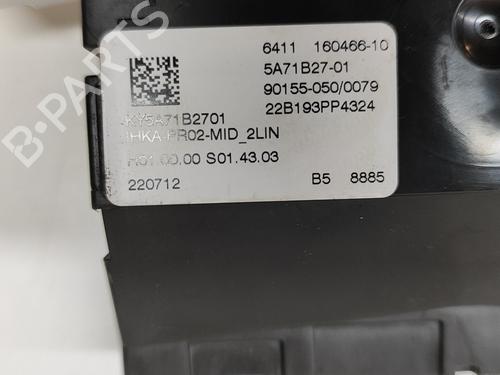 B-PARTS
6411 160466-10
5A71B27-01
90155-050/0079
22B193PP4324
KY5A71B2701
IHKA-PR02-MID_2LIN
H01.00.00 S01.43.03
220712 B5 8885